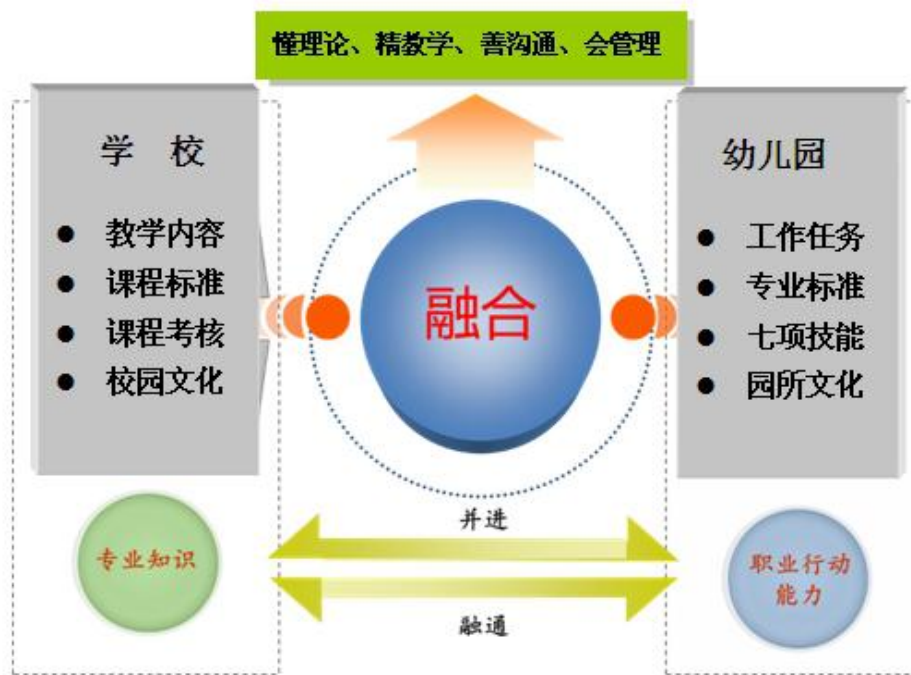 懂理论、精教学、善沟通、会管理
学 校
● 教学内容
● 课程标准
● 课程考核
● 校园文化
融合
幼儿园
● 工作任务
● 专业标准
● 七项技能
● 园所文化
专业知识
并进
融通
职业行动
能力